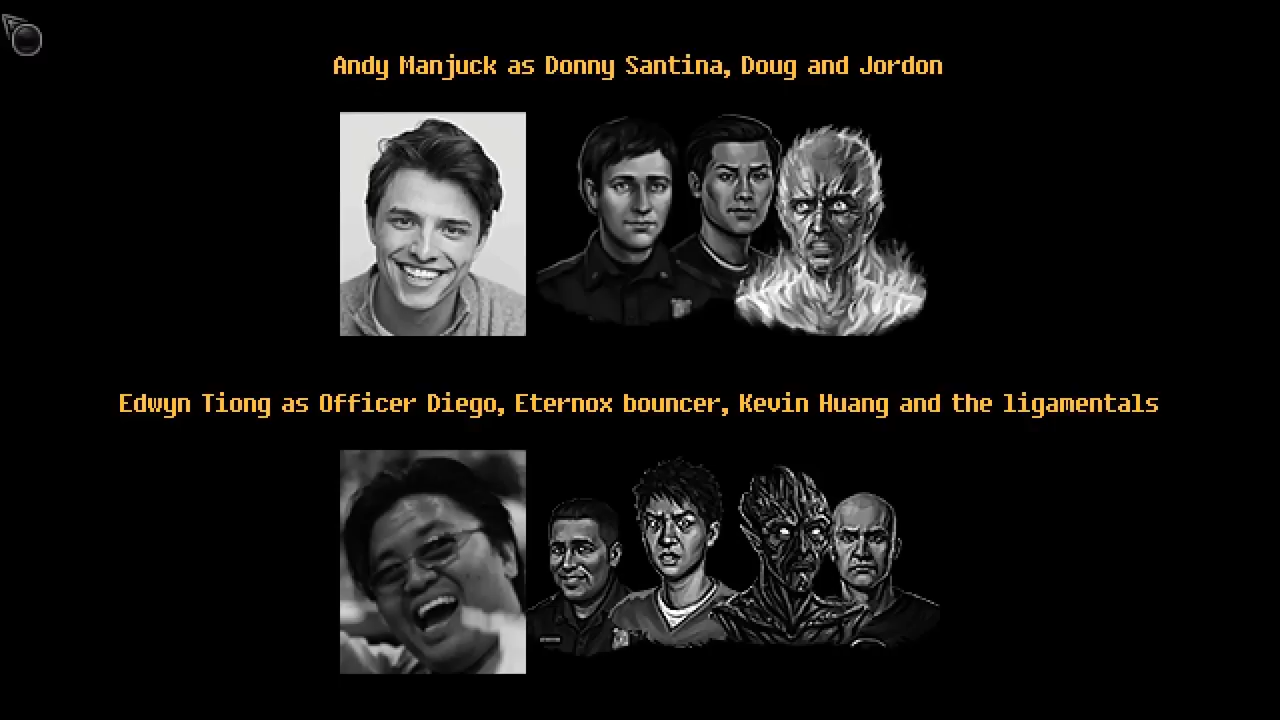 Andy Manjuck as Donny Santina, Doug and Jordon
Edwyn Tiong as Officer Diego, Eternox bouncer, Kevin Huang and the ligamentals